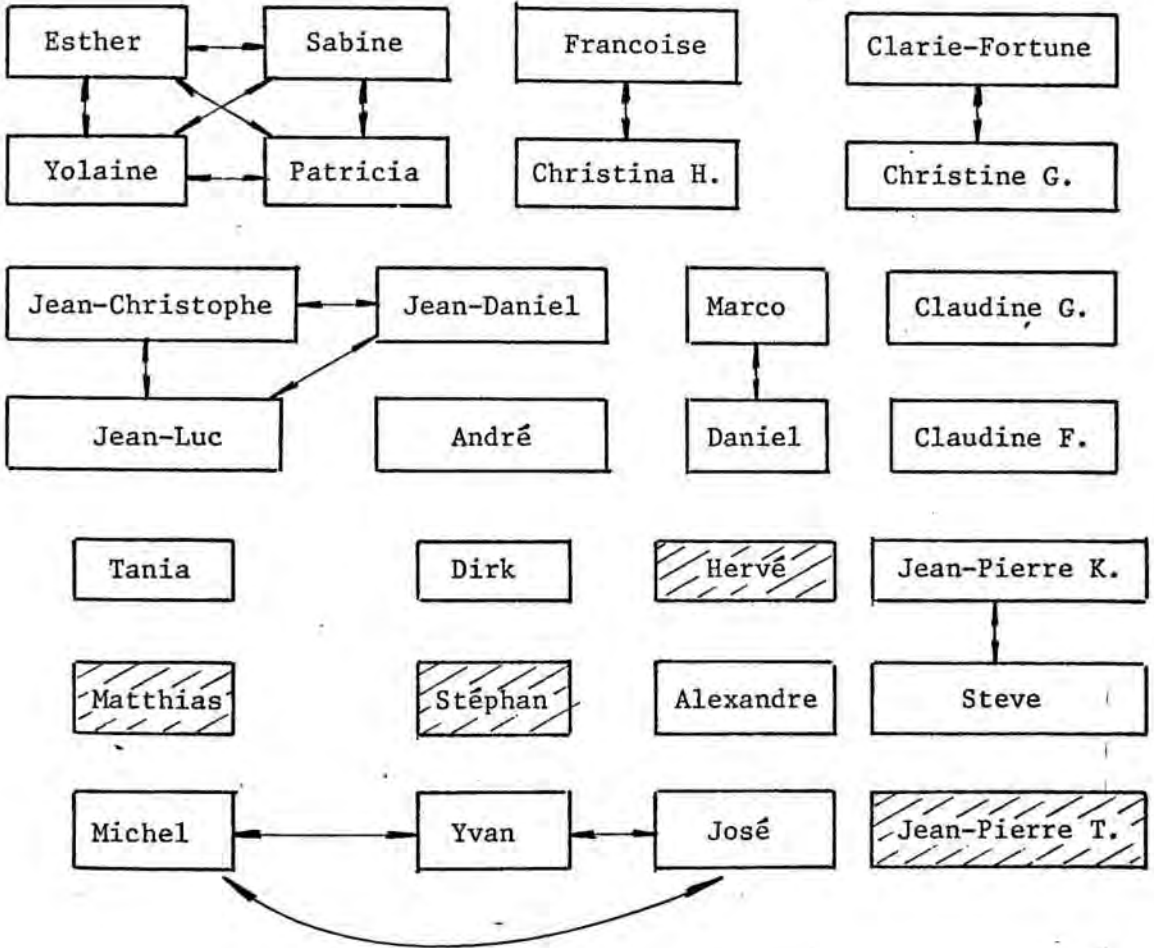 Esther Sabine Francoise Clarie-Fortune
Yolaine Patricia Christina H. Christine G.
Jean-Christophe Jean-Daniel Marco Claudine G.
Jean-Luc André Daniel Claudine F.
Tania Dirk Hervé Jean-Pierre K.
Matthias Stéphan Alexandre Steve
Michel Yvan José Jean-Pierre T.